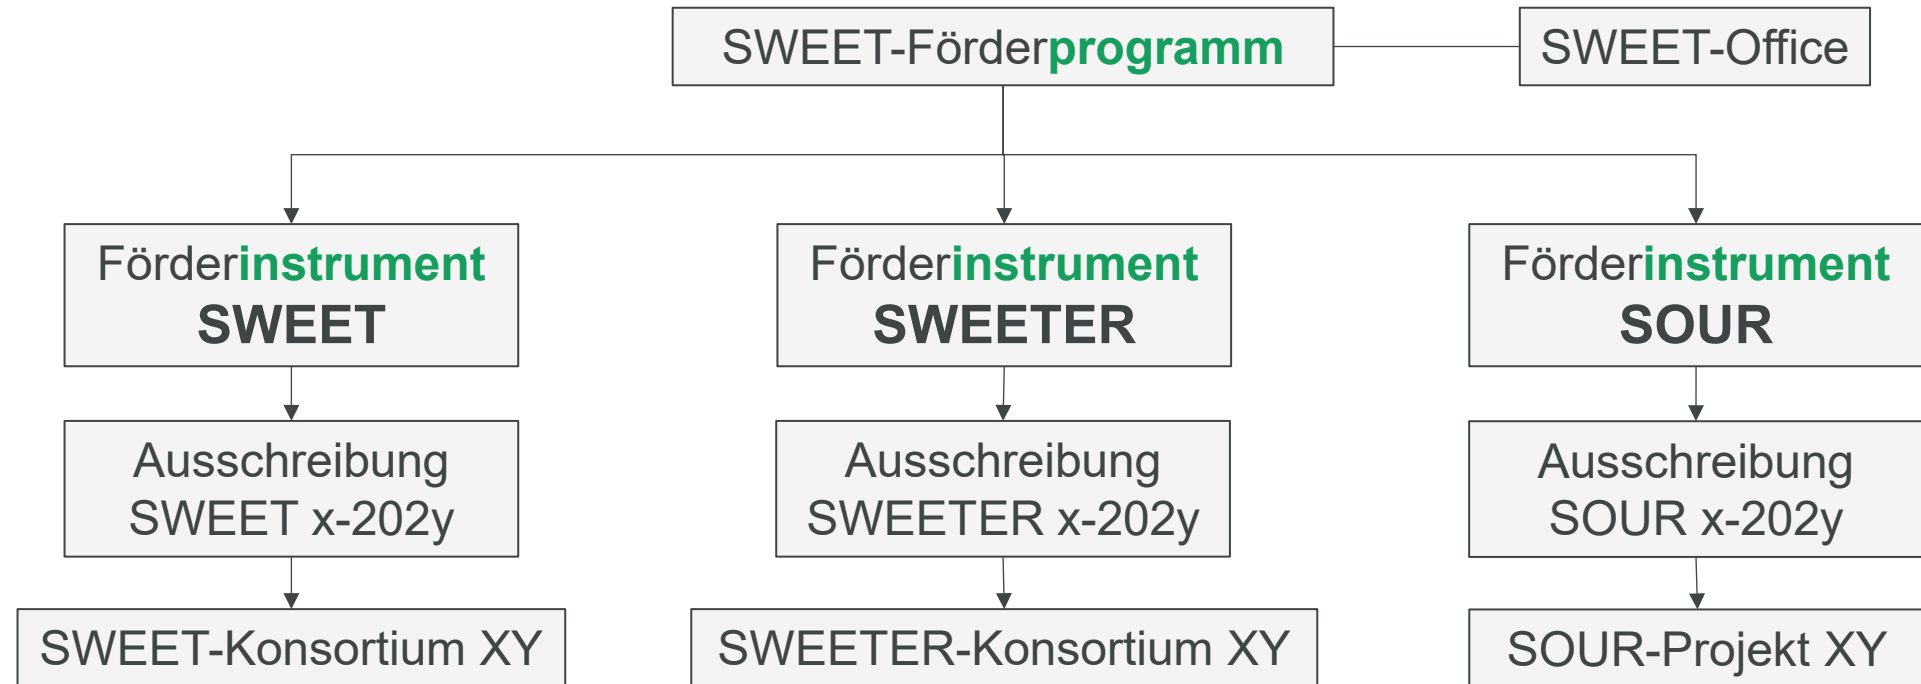 SWEET-Förderprogramm
SWEET-Office
Förderinstrument
SWEET
Förderinstrument
SWEETER
Förderinstrument
SOUR
Ausschreibung
SWEET x-202y
Ausschreibung
SWEETER x-202y
Ausschreibung
SOUR x-202y
SWEET-Konsortium XY
SWEETER-Konsortium XY
SOUR-Projekt XY